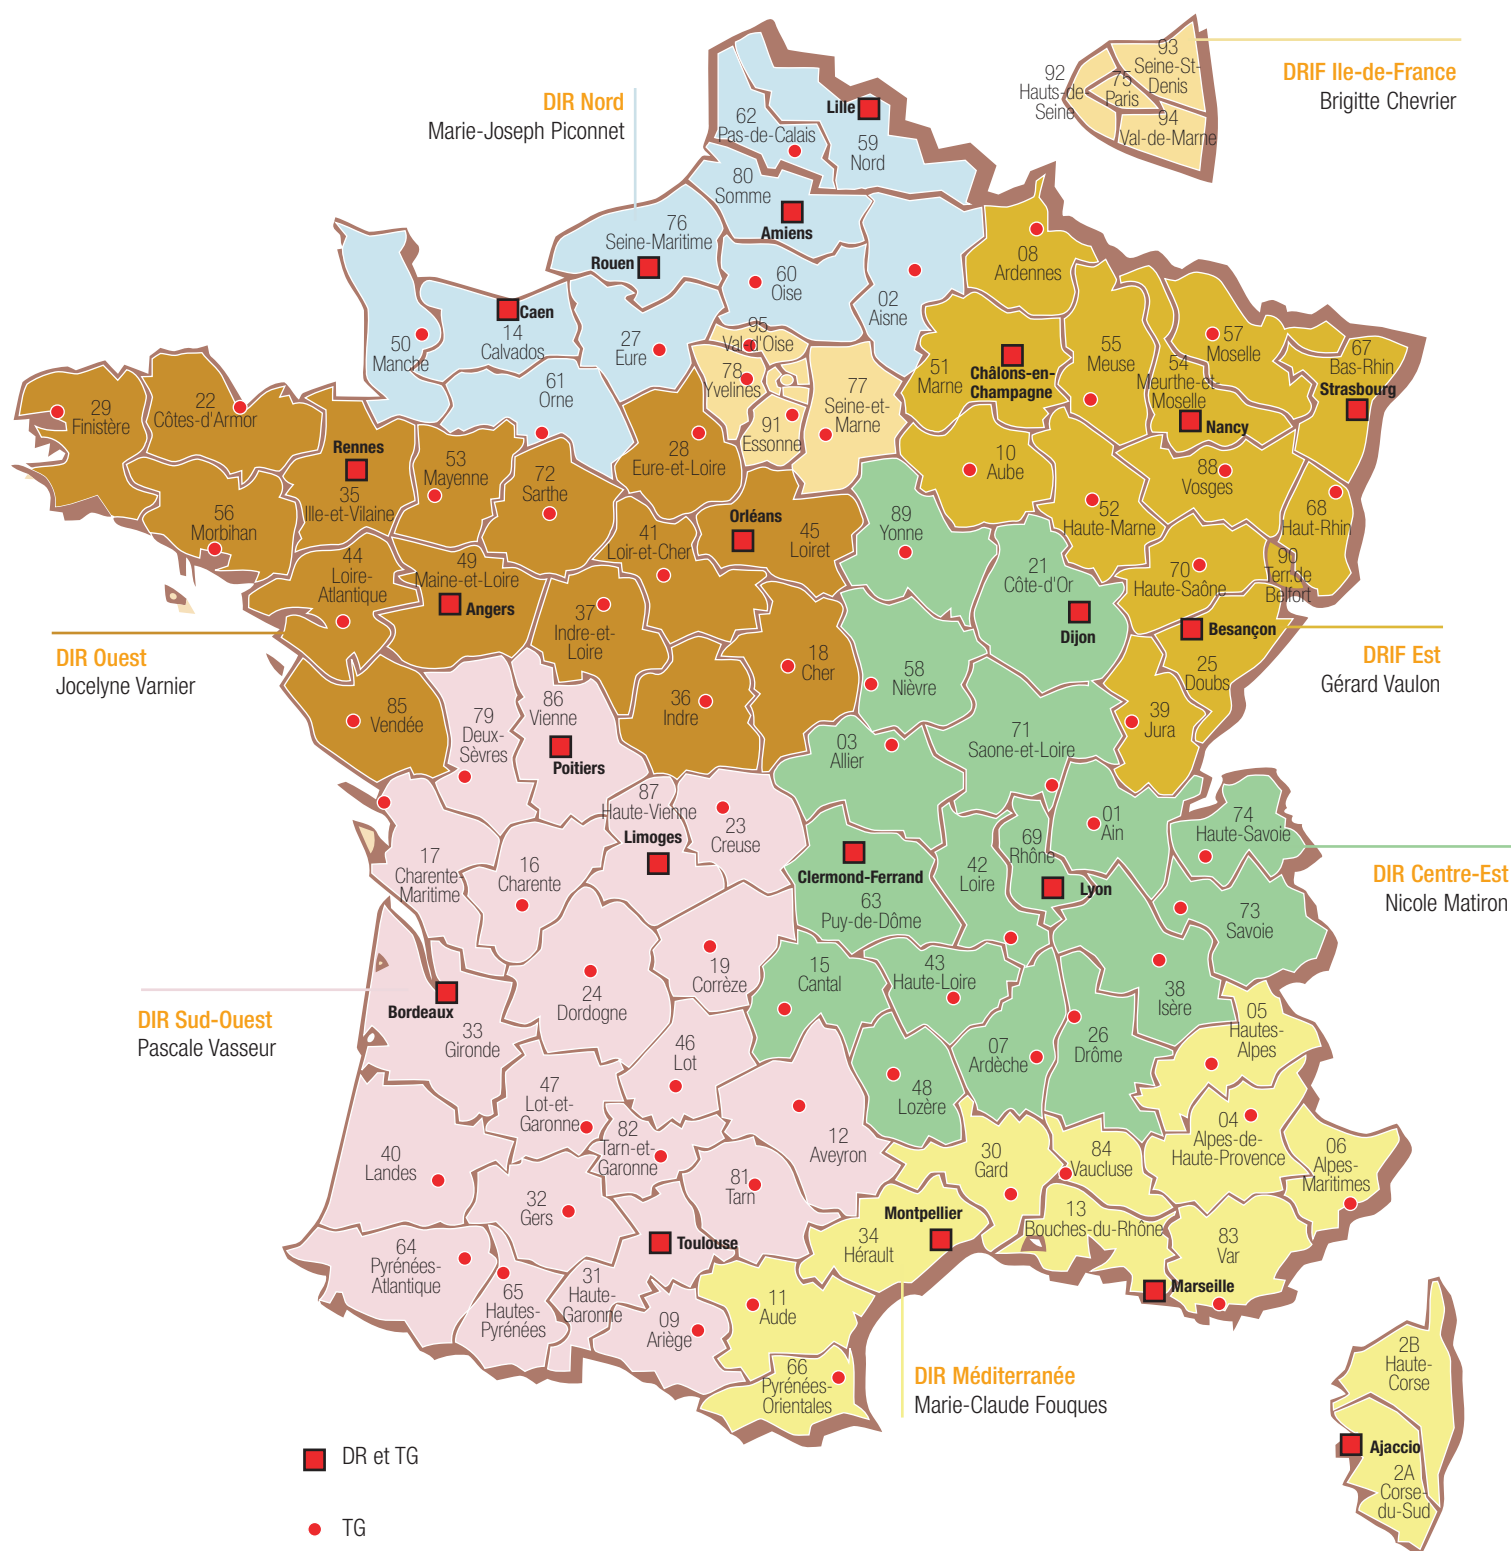 93
Seine-St-
Denis
92
Hauts-de
Seine
75
Paris
94
Val-de-Marne
DRIF Ile-de-France
Brigitte Chevrier
DIR Nord
Marie-Joseph Piconnet
Lille
62
Pas-de-Calais
59
Nord
80
Somme
Amiens
76
Seine-Maritime
Rouen
60
Oise
02
Aisne
08
Ardennes
Caen
14
Calvados
50
Manche
27
Eure
61
Orne
95
Val-d'Oise
78
Yvelines
91
Essonne
77
Seine-et-
Marne
51
Marne
Châlons-en-
Champagne
55
Meuse
54
Meurthe-et-
Moselle
Nancy
57
Moselle
67
Bas-Rhin
Strasbourg
29
Finistère
22
Côtes-d'Armor
Rennes
35
Ille-et-Vilaine
56
Morbihan
53
Mayenne
72
Sarthe
28
Eure-et-Loire
10
Aube
52
Haute-Marne
88
Vosges
68
Haut-Rhin
44
Loire-
Atlantique
49
Maine-et-Loire
Angers
41
Loir-et-Cher
Orléans
45
Loiret
89
Yonne
21
Côte-d'Or
Dijon
70
Haute-Saône
90
Terr.de
Belfort
Besançon
25
Doubs
39
Jura
DIR Ouest
Jocelyne Varnier
DRIF Est
Gérard Vaulon
37
Indre-et-
Loire
18
Cher
36
Indre
58
Nièvre
85
Vendée
79
Deux-
Sèvres
86
Vienne
Poitiers
03
Allier
71
Saone-et-Loire
87
Haute-Vienne
Limoges
23
Creuse
01
Ain
74
Haute-Savoie
69
Rhône
Lyon
42
Loire
Clermond-Ferrand
63
Puy-de-Dôme
73
Savoie
DIR Centre-Est
Nicole Matiron
17
Charente-
Maritime
16
Charente
19
Corrèze
15
Cantal
43
Haute-Loire
38
Isère
24
Dordogne
Bordeaux
33
Gironde
DIR Sud-Ouest
Pascale Vasseur
46
Lot
48
Lozère
07
Ardèche
26
Drôme
05
Hautes-
Alpes
47
Lot-et-
Garonne
82
Tarn-et-
Garonne
12
Aveyron
40
Landes
32
Gers
81
Tarn
30
Gard
84
Vaucluse
04
Alpes-de-
Haute-Provence
06
Alpes-
Maritimes
Montpellier
34
Hérault
13
Bouches-du-Rhône
83
Var
Marseille
Toulouse
31
Haute-
Garonne
64
Pyrénées-
Atlantique
65
Hautes-
Pyrénées
09
Ariège
11
Aude
66
Pyrénées-
Orientales
DIR Méditerranée
Marie-Claude Fouques
2B
Haute-
Corse
Ajaccio
2A
Corse-
du-Sud
DR et TG
TG